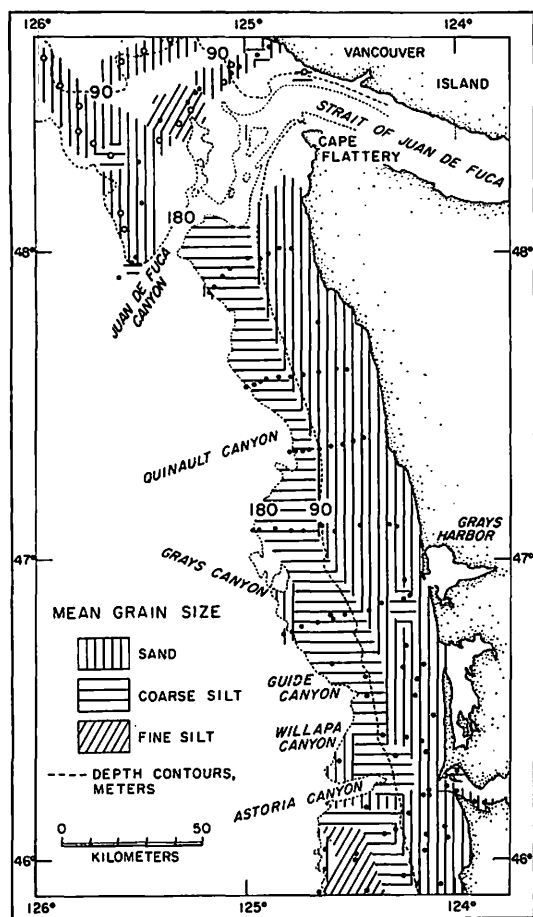 126°
125°
124°
VANCOUVER
ISLAND
90
90
STRAIT OF JUAN DE FUCA
CAPE
FLATTERY
180
48°
48°
JUAN DE FUCA
CANYON
QUINAULT CANYON
180
90
GRAYS
HARBOR
47°
47°
GRAYS CANYON
MEAN GRAIN SIZE
SAND
COARSE SILT
FINE SILT
DEPTH CONTOURS,
METERS
GUIDE
CANYON
WILLAPA
CANYON
ASTORIA CANYON
0
50
KILOMETERS
46°
46°
126°
125°
124°